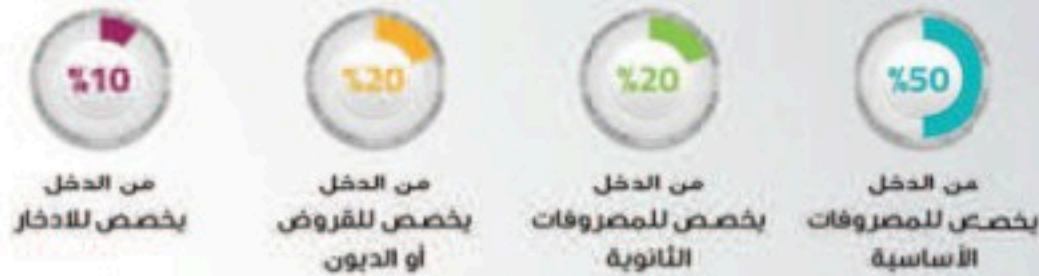 %50
من الدخل
يخصص للمصروفات
الأساسية
%20
من الدخل
يخصص للمصروفات
الثانوية
%20
من الدخل
يخصص للقروض
أو الديون
%10
من الدخل
يخصص للادخار